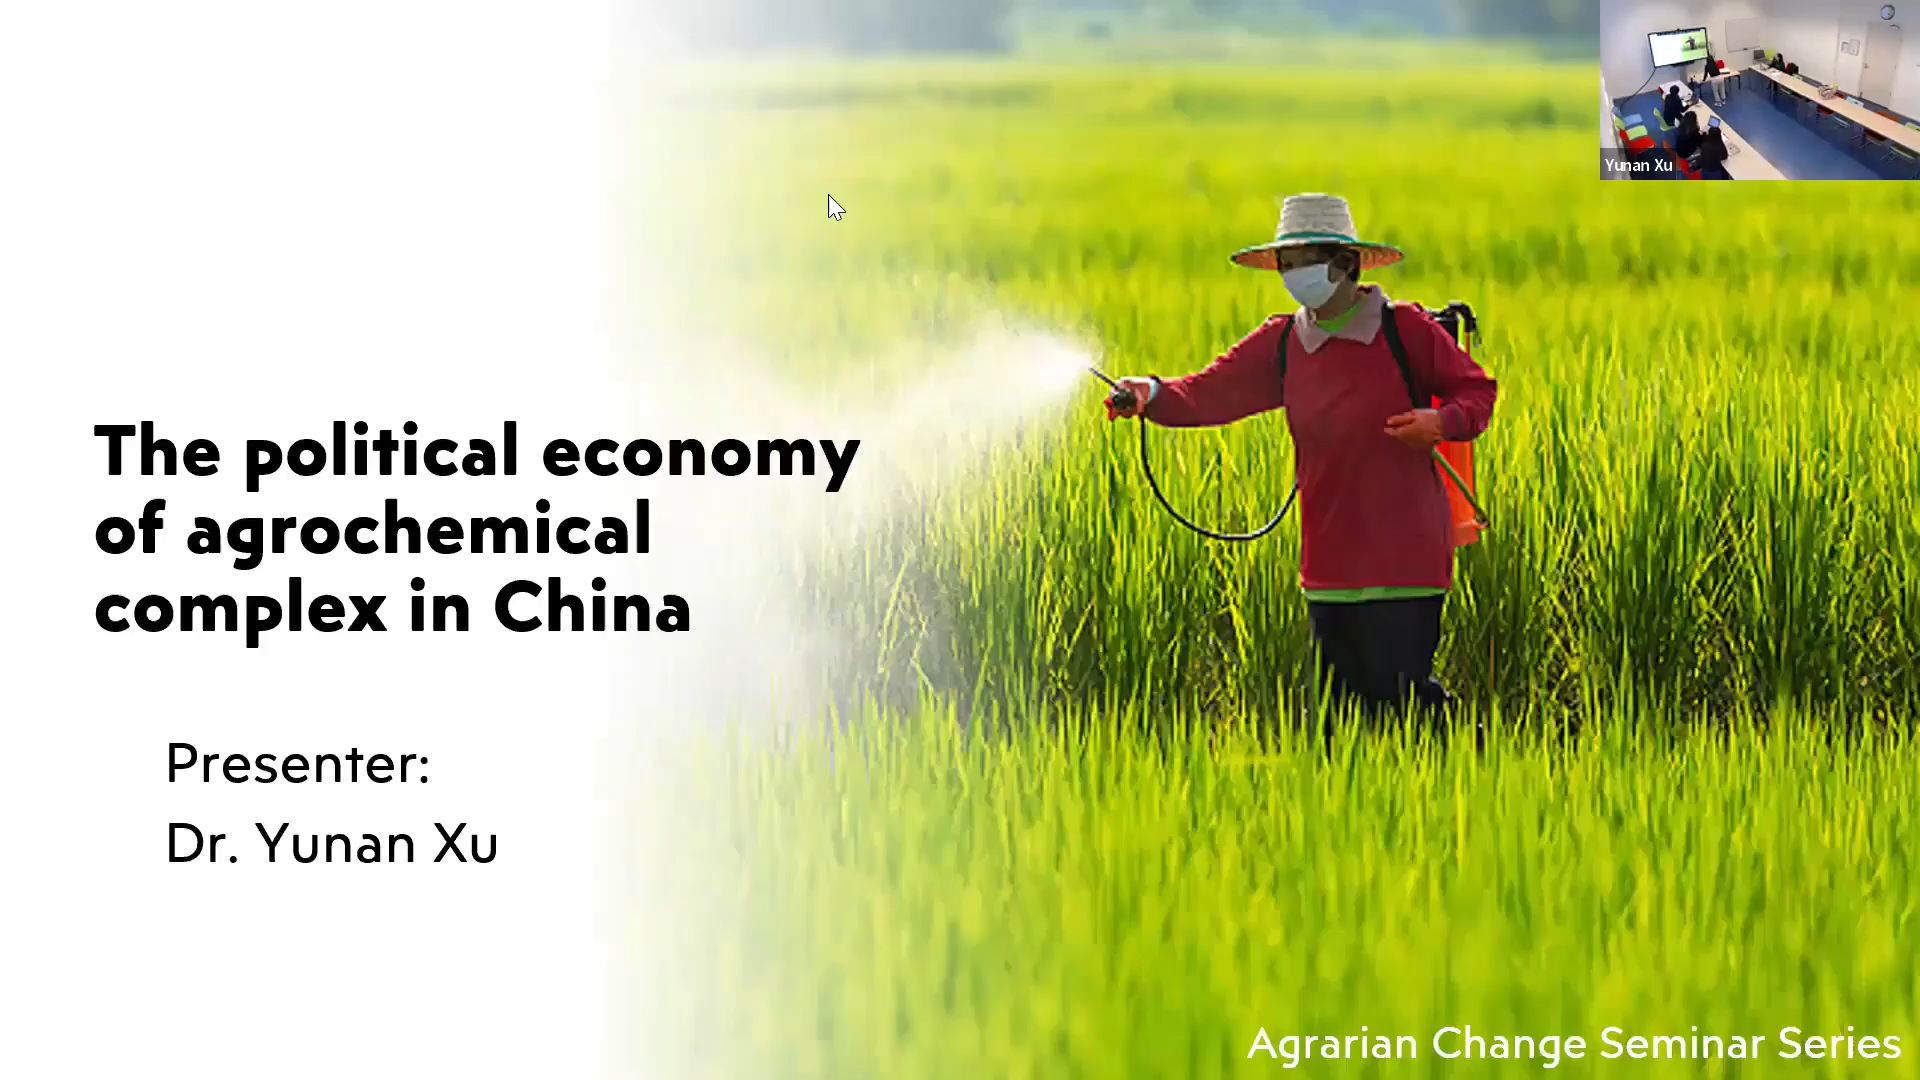 Yunan Xu
The political economy
of agrochemical
complex in China
Presenter:
Dr. Yunan Xu
Agrarian Change Seminar Series